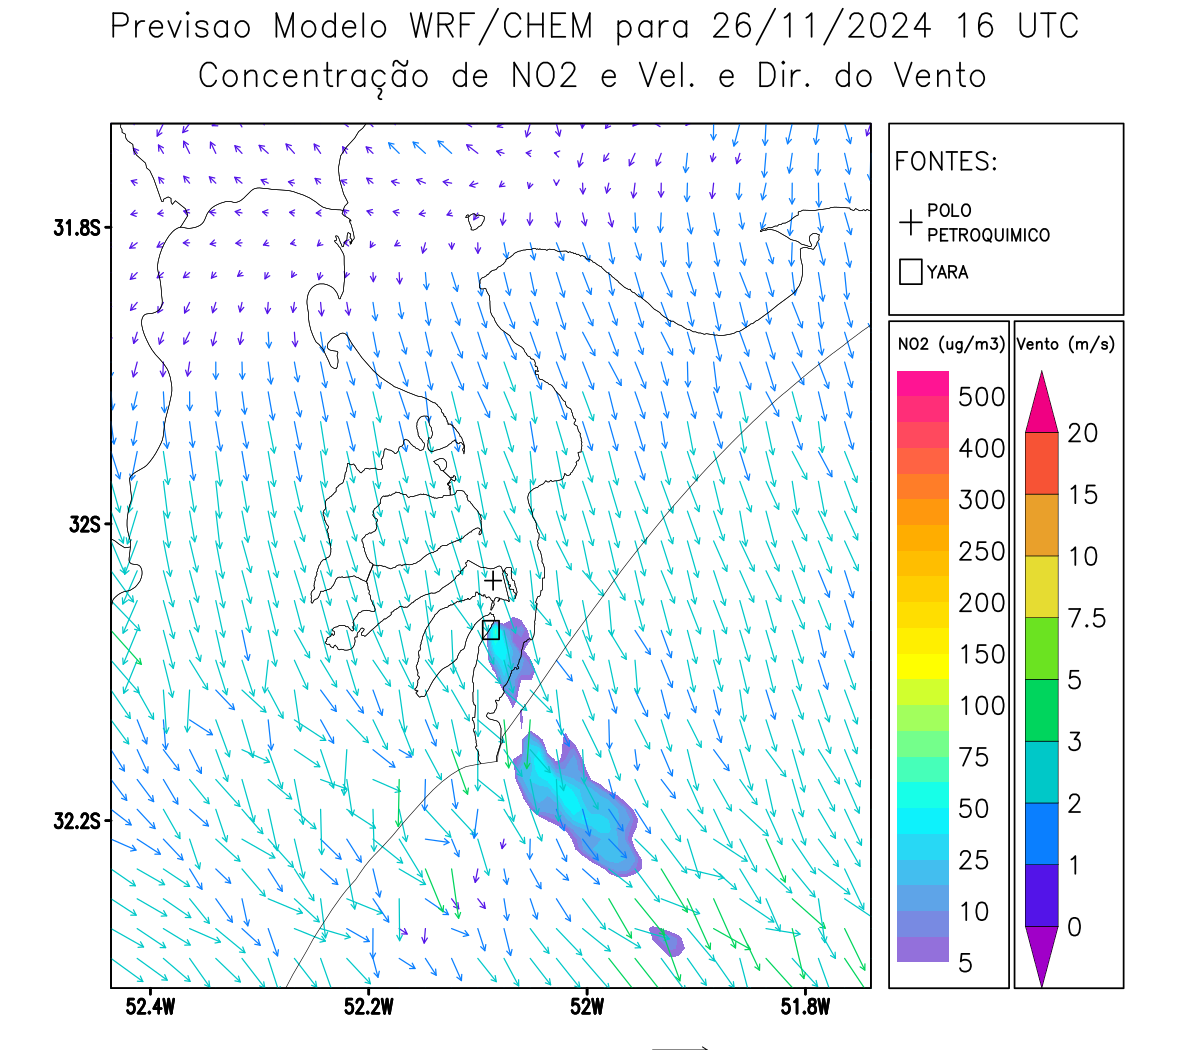 Previsao Modelo WRF/CHEM para 26/11/2024 16 UTC
Concentração de NO2 e Vel. e Dir. do Vento
FONTES:
POLO
PETROQUIMICO
YARA
NO2 (ug/m3)
500
400
300
250
200
150
100
75
50
25
10
5
Vento (m/s)
20
15
10
7.5
5
3
2
1
0
31.8S
32S
32.2S
52.4W
52.2W
52W
51.8W